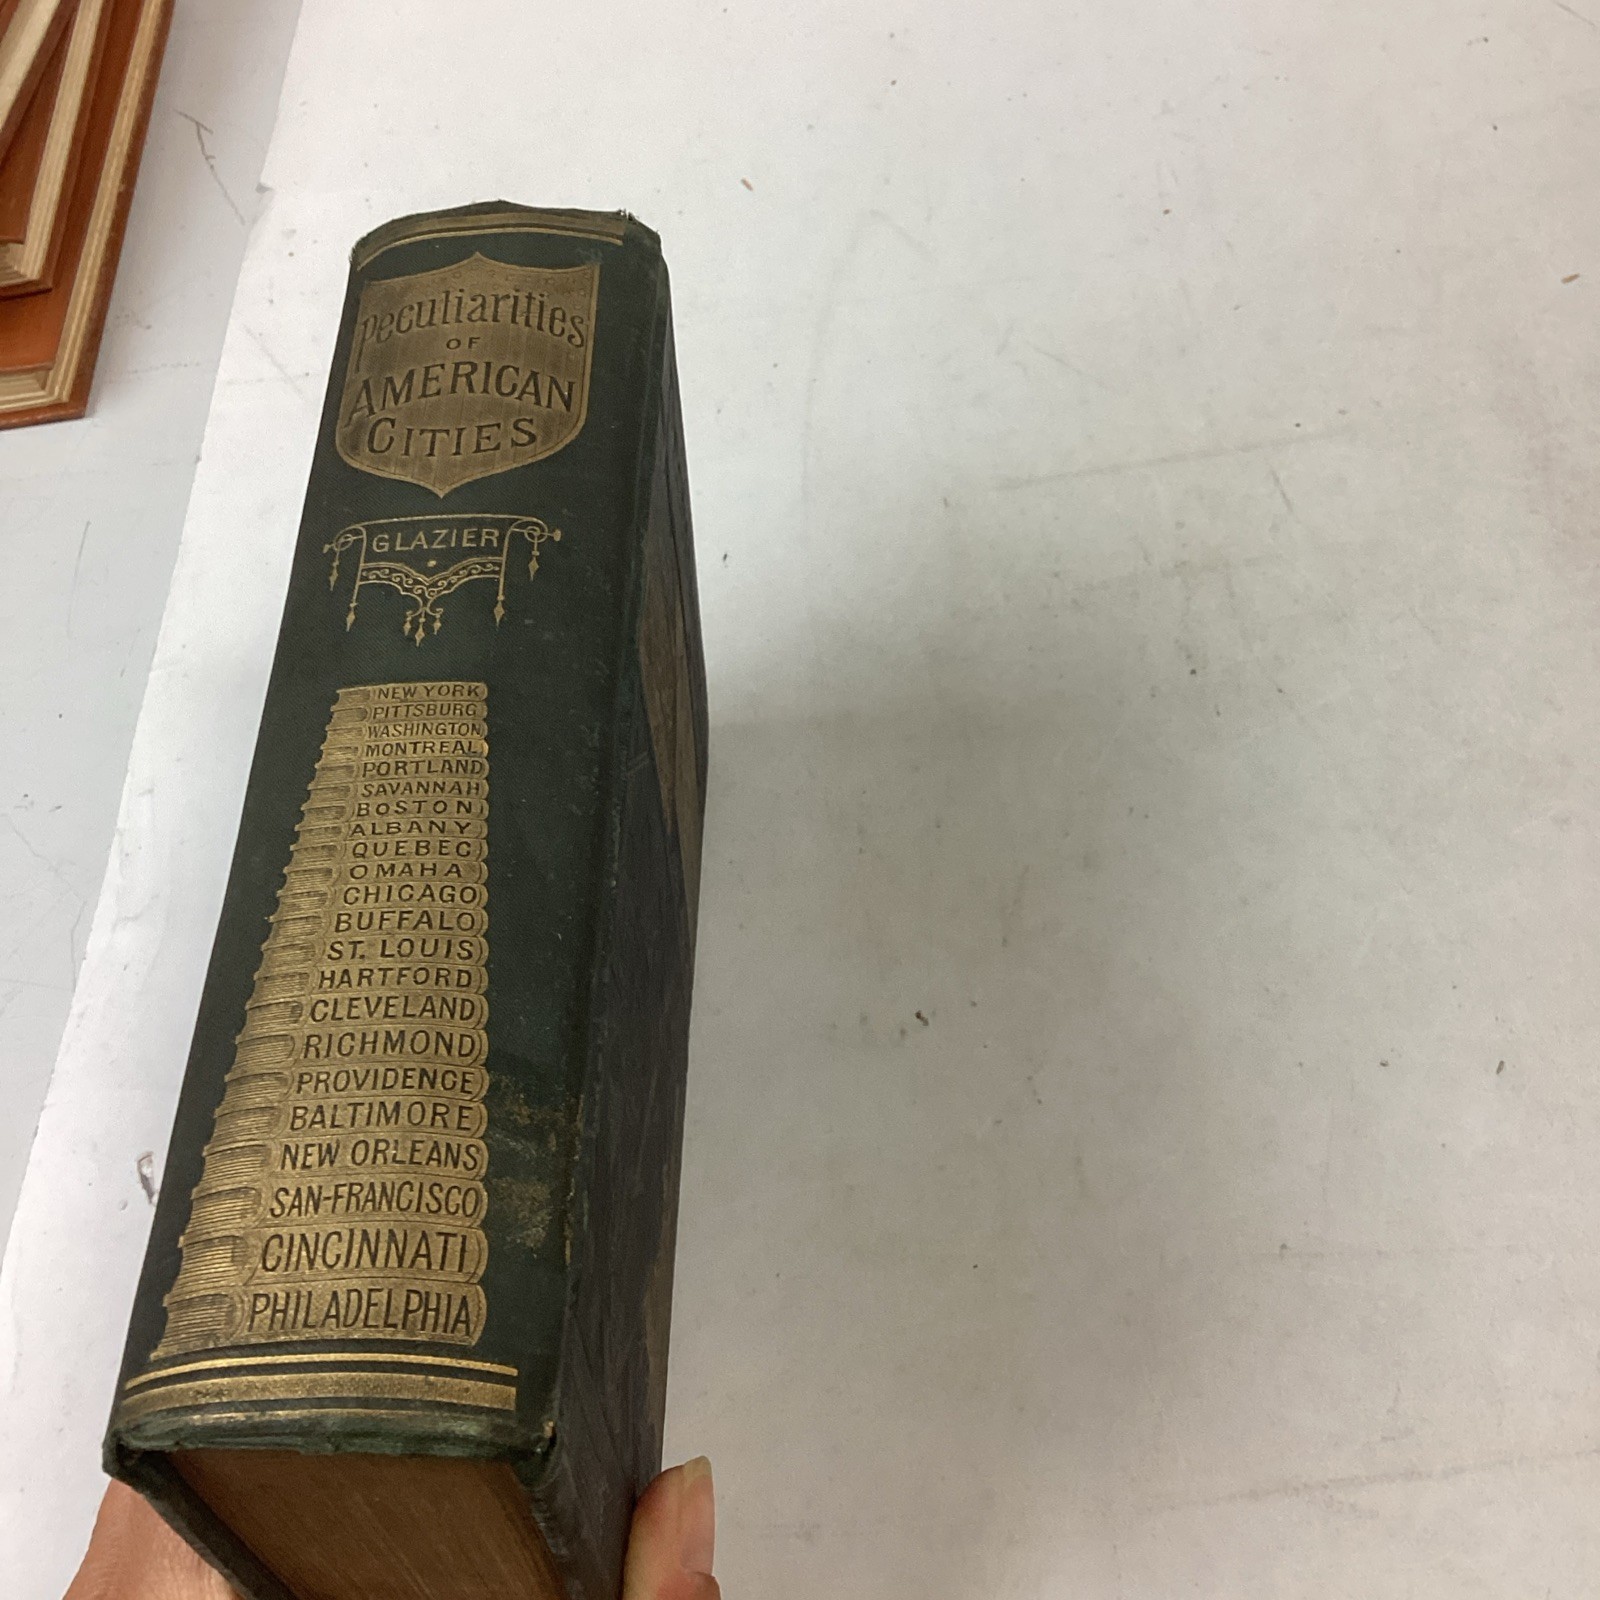 Peculiarities
OF
AMERICAN
CITIES
GLAZIER
NEW YORK
PITTSBURG
WASHINGTON
MONTREAL
PORTLAND
SAVANNAH
BOSTON
ALBANY
QUEBEC
OMAHA
CHICAGO
BUFFALO
ST. LOUIS
HARTFORD
CLEVELAND
RICHMOND
PROVIDENCE
BALTIMORE
NEW ORLEANS
SAN-FRANCISCO
CINCINNATI
PHILADELPHIA